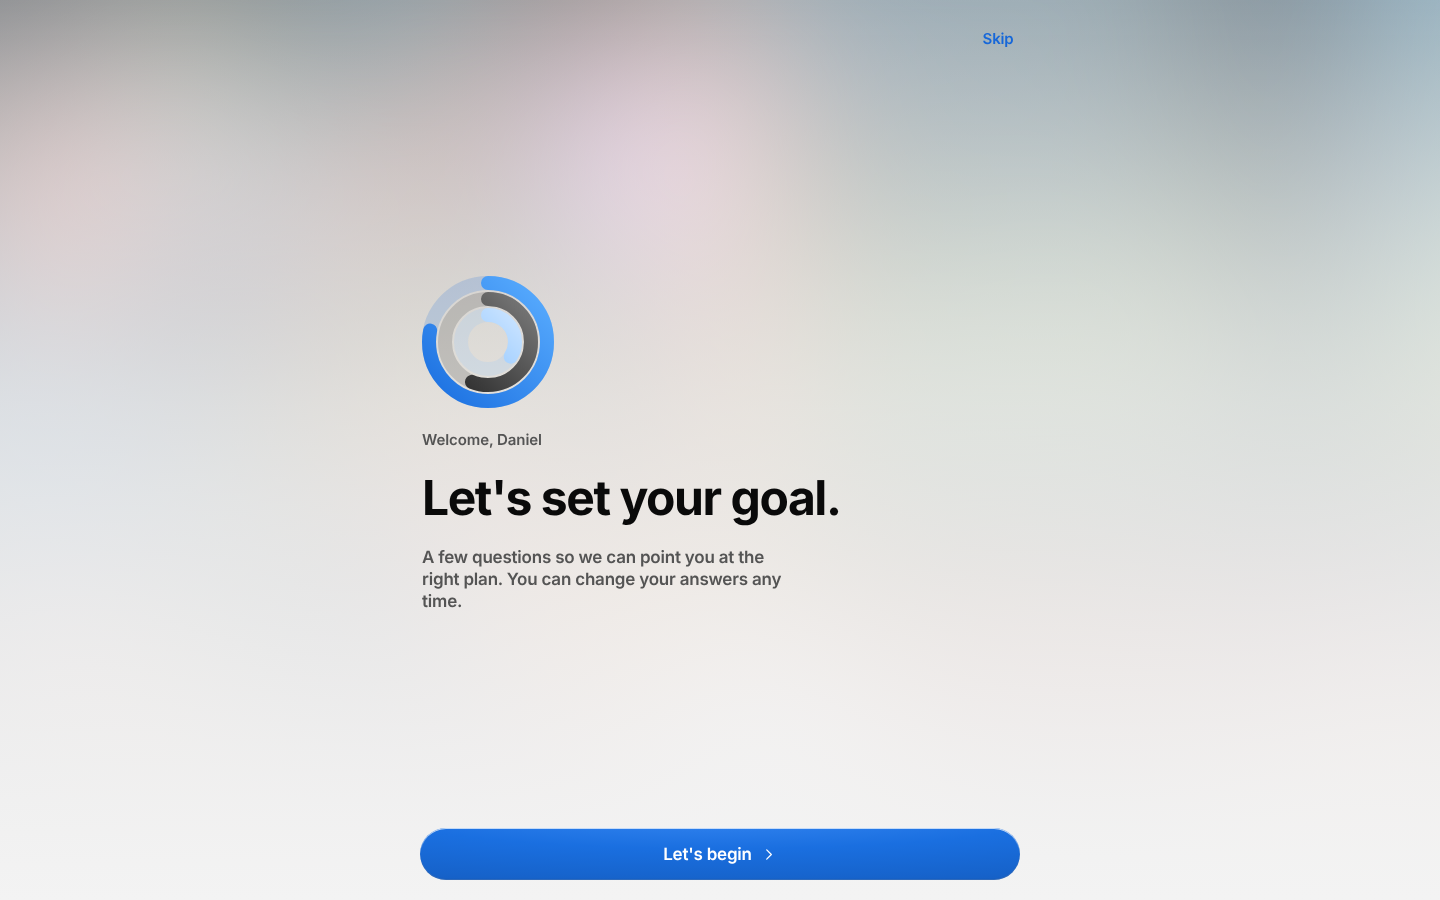 Skip
Welcome, Daniel
Let's set your goal.
A few questions so we can point you at the
right plan. You can change your answers any
time.
Let's begin